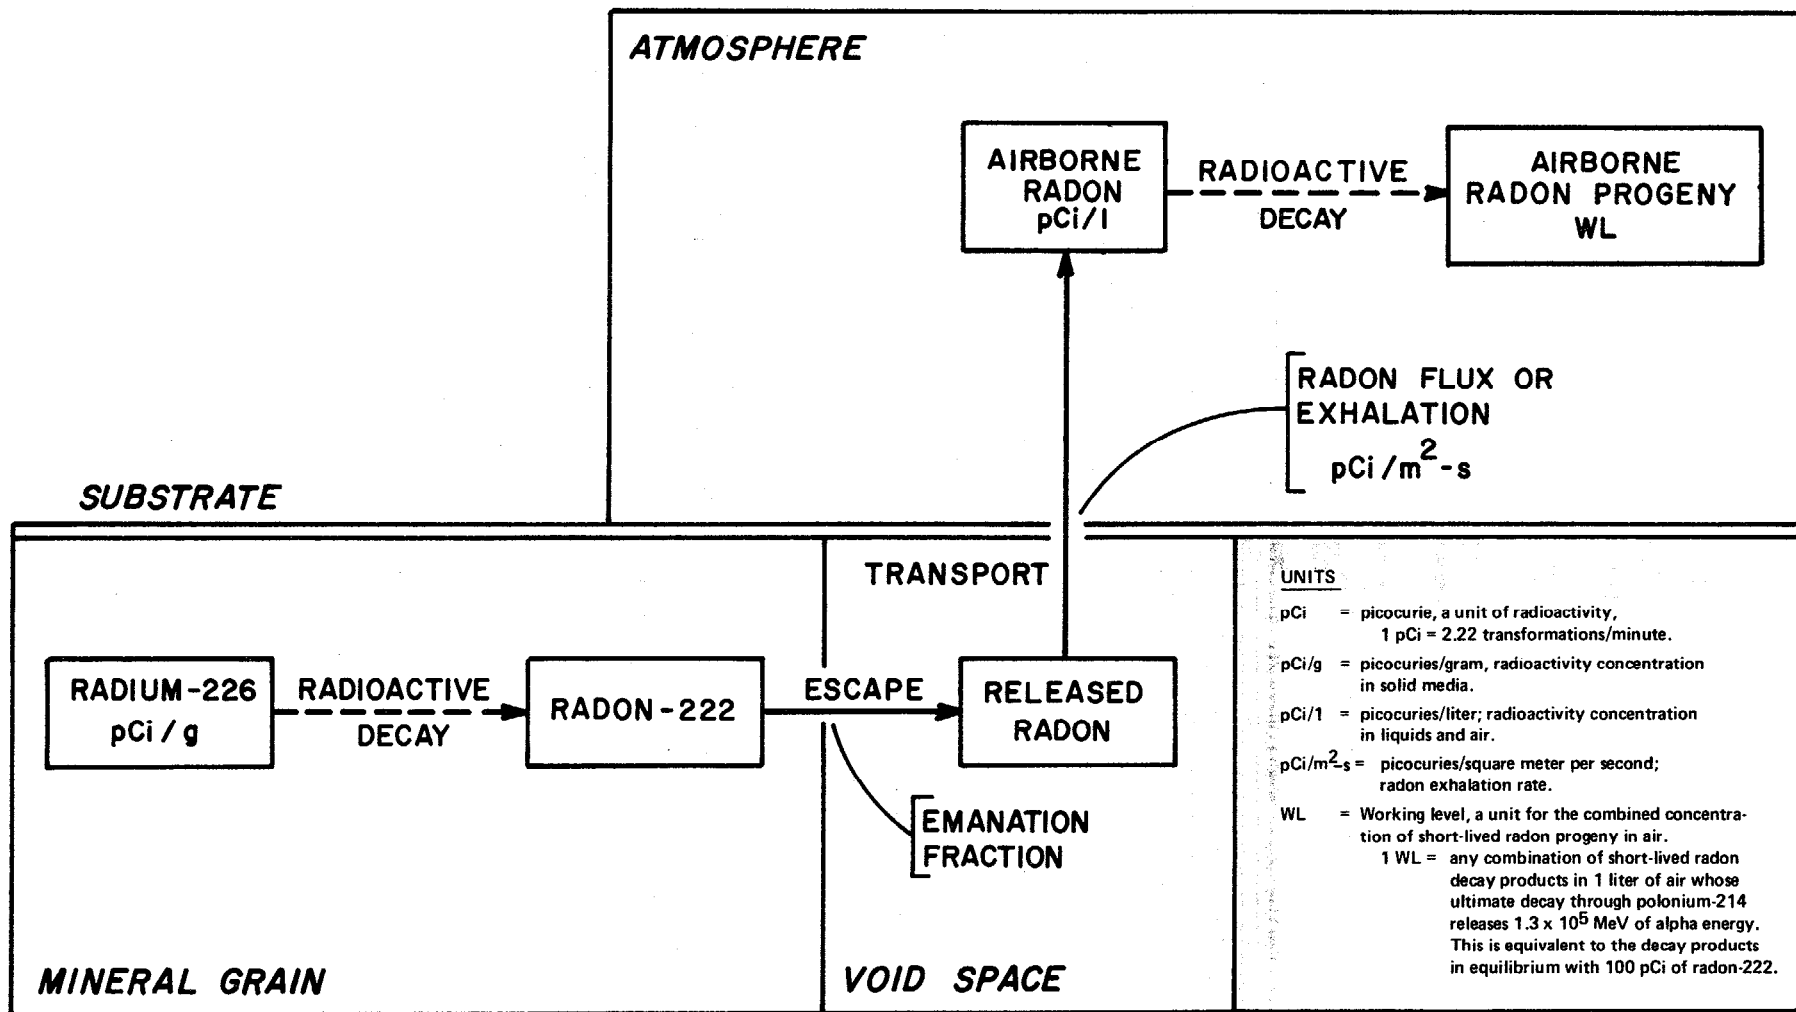 ATMOSPHERE
AIRBORNE
RADON
pCi/l
RADIOACTIVE
DECAY
AIRBORNE
RADON PROGENY
WL
RADON FLUX OR
EXHALATION
pCi/m²-s
SUBSTRATE
TRANSPORT
RADIUM-226
pCi/g
RADIOACTIVE
DECAY
RADON-222
ESCAPE
RELEASED
RADON
EMANATION
FRACTION
MINERAL GRAIN
VOID SPACE
UNITS
pCi = picocurie, a unit of radioactivity,
1 pCi = 2.22 transformations/minute.
pCi/g = picocuries/gram, radioactivity concentration
in solid media.
pCi/1 = picocuries/liter; radioactivity concentration
in liquids and air.
pCi/m²-s = picocuries/square meter per second;
radon exhalation rate.
WL = Working level, a unit for the combined concentra-
tion of short-lived radon progeny in air.
1 WL = any combination of short-lived radon
decay products in 1 liter of air whose
ultimate decay through polonium-214
releases 1.3 x 10⁵ MeV of alpha energy.
This is equivalent to the decay products
in equilibrium with 100 pCi of radon-222.